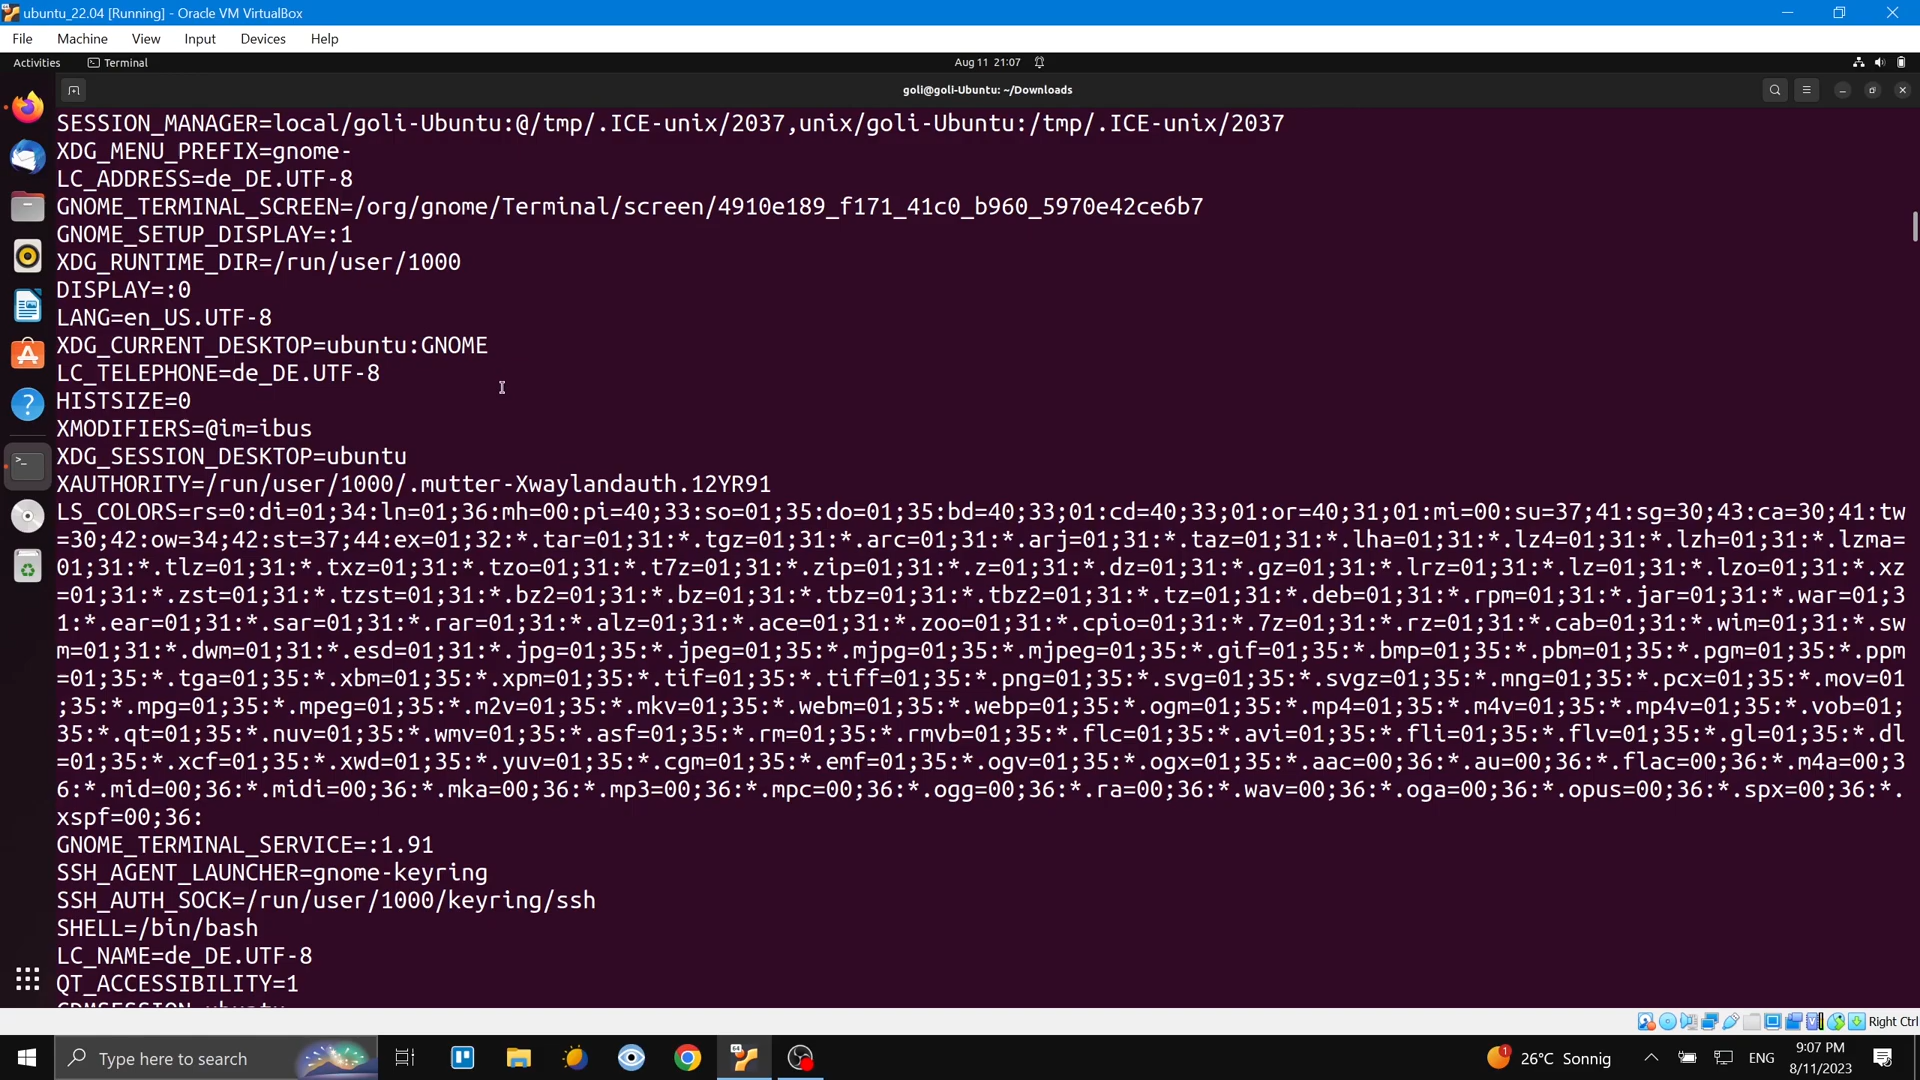 ubuntu_22.04 [Running] - Oracle VM VirtualBox
File Machine View Input Devices Help
Activities Terminal Aug 11 21:07
goli@goli-Ubuntu: ~/Downloads
SESSION_MANAGER=local/goli-Ubuntu:@/tmp/.ICE-unix/2037,unix/goli-Ubuntu:/tmp/.ICE-unix/2037
XDG_MENU_PREFIX=gnome-
LC_ADDRESS=de_DE.UTF-8
GNOME_TERMINAL_SCREEN=/org/gnome/Terminal/screen/4910e189_f171_41c0_b960_5970e42ce6b7
GNOME_SETUP_DISPLAY=:1
XDG_RUNTIME_DIR=/run/user/1000
DISPLAY=:0
LANG=en_US.UTF-8
XDG_CURRENT_DESKTOP=ubuntu:GNOME
LC_TELEPHONE=de_DE.UTF-8
HISTSIZE=0
XMODIFIERS=@im=ibus
XDG_SESSION_DESKTOP=ubuntu
XAUTHORITY=/run/user/1000/.mutter-Xwaylandauth.12YR91
LS_COLORS=rs=0:di=01;34:ln=01;36:mh=00:pi=40;33:so=01;35:do=01;35:bd=40;33;01:cd=40;33;01:or=40;31;01:mi=00:su=37;41:sg=30;43:ca=30;41:tw
=30;42:ow=34;42:st=37;44:ex=01;32:*.tar=01;31:*.tgz=01;31:*.arc=01;31:*.arj=01;31:*.taz=01;31:*.lha=01;31:*.lz4=01;31:*.lzh=01;31:*.lzma=
01;31:*.tlz=01;31:*.txz=01;31:*.tzo=01;31:*.t7z=01;31:*.zip=01;31:*.z=01;31:*.dz=01;31:*.gz=01;31:*.lrz=01;31:*.lz=01;31:*.lzo=01;31:*.xz
=01;31:*.zst=01;31:*.tzst=01;31:*.bz2=01;31:*.bz=01;31:*.tbz=01;31:*.tbz2=01;31:*.tz=01;31:*.deb=01;31:*.rpm=01;31:*.jar=01;31:*.war=01;3
1:*.ear=01;31:*.sar=01;31:*.rar=01;31:*.alz=01;31:*.ace=01;31:*.zoo=01;31:*.cpio=01;31:*.7z=01;31:*.rz=01;31:*.cab=01;31:*.wim=01;31:*.sw
m=01;31:*.dwm=01;31:*.esd=01;31:*.jpg=01;35:*.jpeg=01;35:*.mjpg=01;35:*.mjpeg=01;35:*.gif=01;35:*.bmp=01;35:*.pbm=01;35:*.pgm=01;35:*.ppm
=01;35:*.tga=01;35:*.xbm=01;35:*.xpm=01;35:*.tif=01;35:*.tiff=01;35:*.png=01;35:*.svg=01;35:*.svgz=01;35:*.mng=01;35:*.pcx=01;35:*.mov=01
;35:*.mpg=01;35:*.mpeg=01;35:*.m2v=01;35:*.mkv=01;35:*.webm=01;35:*.webp=01;35:*.ogm=01;35:*.mp4=01;35:*.m4v=01;35:*.mp4v=01;35:*.vob=01;
35:*.qt=01;35:*.nuv=01;35:*.wmv=01;35:*.asf=01;35:*.rm=01;35:*.rmvb=01;35:*.flc=01;35:*.avi=01;35:*.fli=01;35:*.flv=01;35:*.gl=01;35:*.dl
=01;35:*.xcf=01;35:*.xwd=01;35:*.yuv=01;35:*.cgm=01;35:*.emf=01;35:*.ogv=01;35:*.ogx=01;35:*.aac=00;36:*.au=00;36:*.flac=00;36:*.m4a=00;3
6:*.mid=00;36:*.midi=00;36:*.mka=00;36:*.mp3=00;36:*.mpc=00;36:*.ogg=00;36:*.ra=00;36:*.wav=00;36:*.oga=00;36:*.opus=00;36:*.spx=00;36:*.
xspf=00;36:
GNOME_TERMINAL_SERVICE=:1.91
SSH_AGENT_LAUNCHER=gnome-keyring
SSH_AUTH_SOCK=/run/user/1000/keyring/ssh
SHELL=/bin/bash
LC_NAME=de_DE.UTF-8
QT_ACCESSIBILITY=1
Right Ctrl
Type here to search
1 26°C Sonnig ENG 9:07 PM
8/11/2023